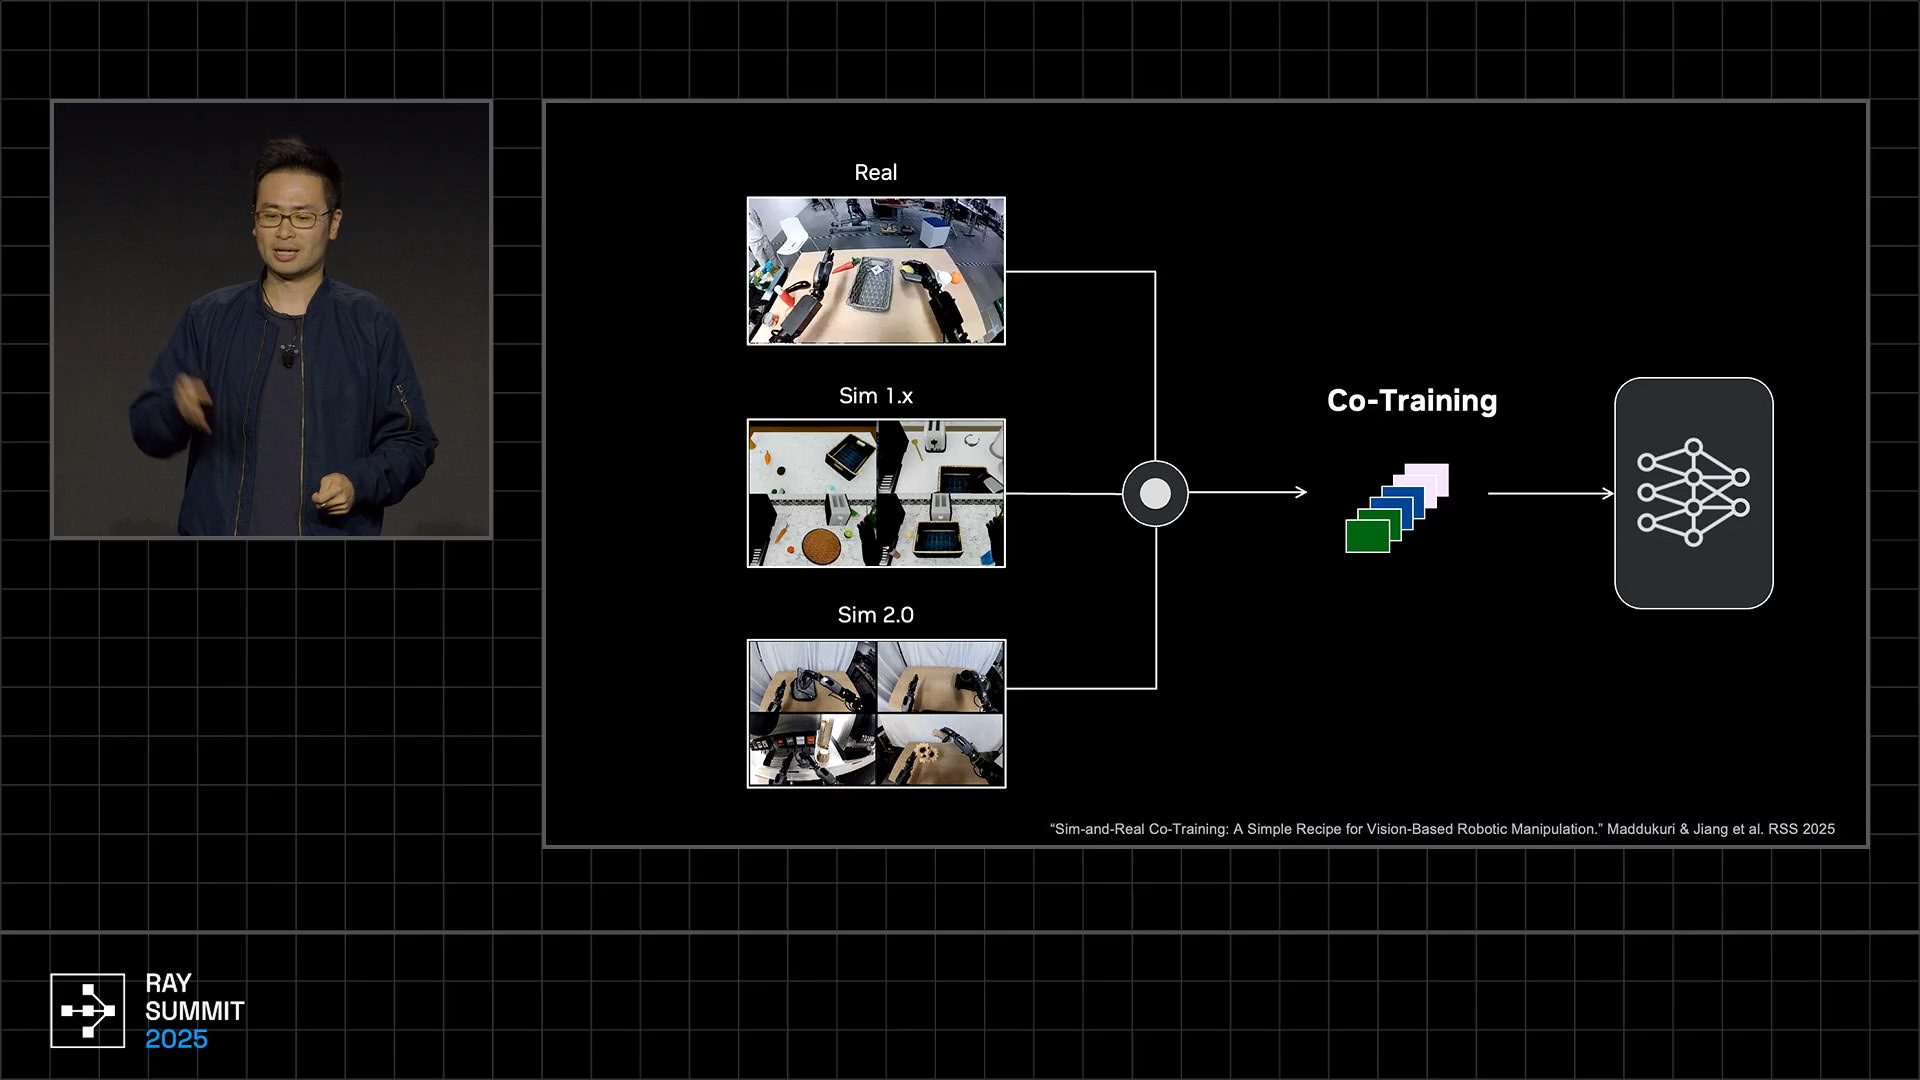 Real
Sim 1.x
Sim 2.0
Co-Training
“Sim-and-Real Co-Training: A Simple Recipe for Vision-Based Robotic Manipulation.” Maddukuri & Jiang et al. RSS 2025
RAY
SUMMIT
2025